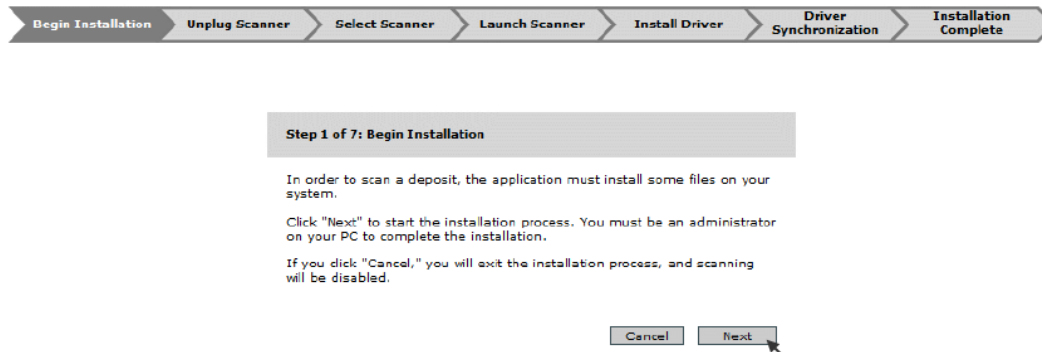 Begin Installation
Unplug Scanner
Select Scanner
Launch Scanner
Install Driver
Driver
Synchronization
Installation
Complete
Step 1 of 7: Begin Installation
In order to scan a deposit, the application must install some files on your
system.
Click "Next" to start the installation process. You must be an administrator
on your PC to complete the installation.
If you click "Cancel," you will exit the installation process, and scanning
will be disabled.
Cancel
Next